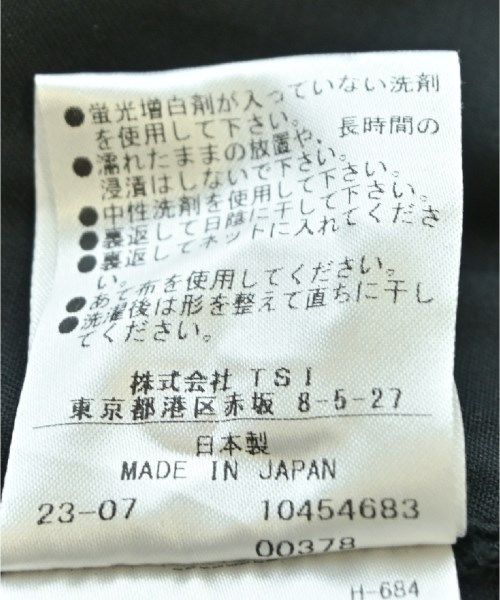 ●蛍光増白剤が入っていない洗剤
を使用して下さい。
●濡れたままの放置や、長時間の
浸漬はしないで下さい。
●中性洗剤を使用して下さい。
●裏返して日陰に干して下さい。
●裏返してネットに入れてくださ
い。
●あて布を使用してください。
●洗濯後は形を整えて直ちに干し
てください。
株式会社TSI
東京都港区赤坂 8-5-27
日本製
MADE IN JAPAN
23-07 10454683
00378
H-684